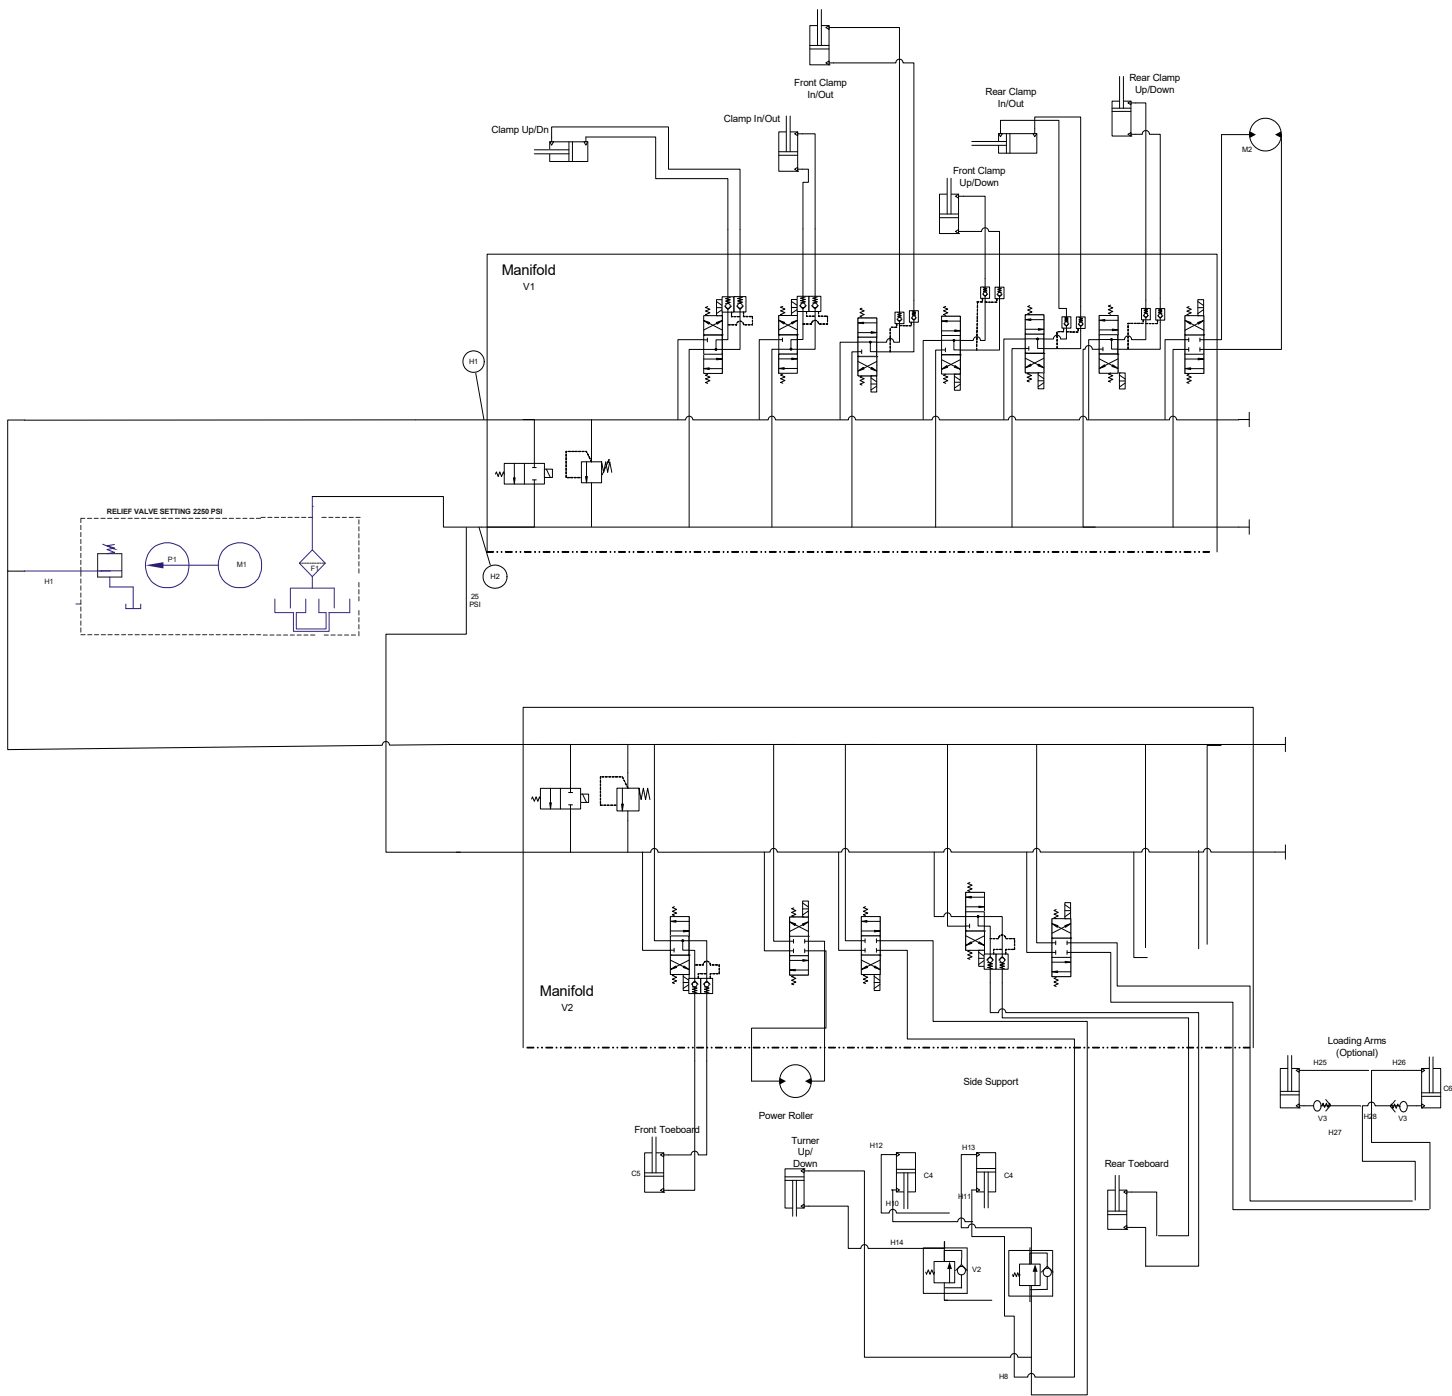 Front Clamp
In/Out
Rear Clamp
Up/Down
Rear Clamp
In/Out
Clamp In/Out
Clamp Up/Dn
M2
Front Clamp
Up/Down
Manifold
V1
H1
RELIEF VALVE SETTING 2250 PSI
P1
M1
F1
H1
H2
25
PSI
Manifold
V2
Loading Arms
(Optional)
H25
H26
C6
V3
H28
V3
H27
Side Support
Power Roller
Front Toeboard
C5
Turner
Up/
Down
H12
H13
C4
C4
H10
H11
Rear Toeboard
H14
V2
H8